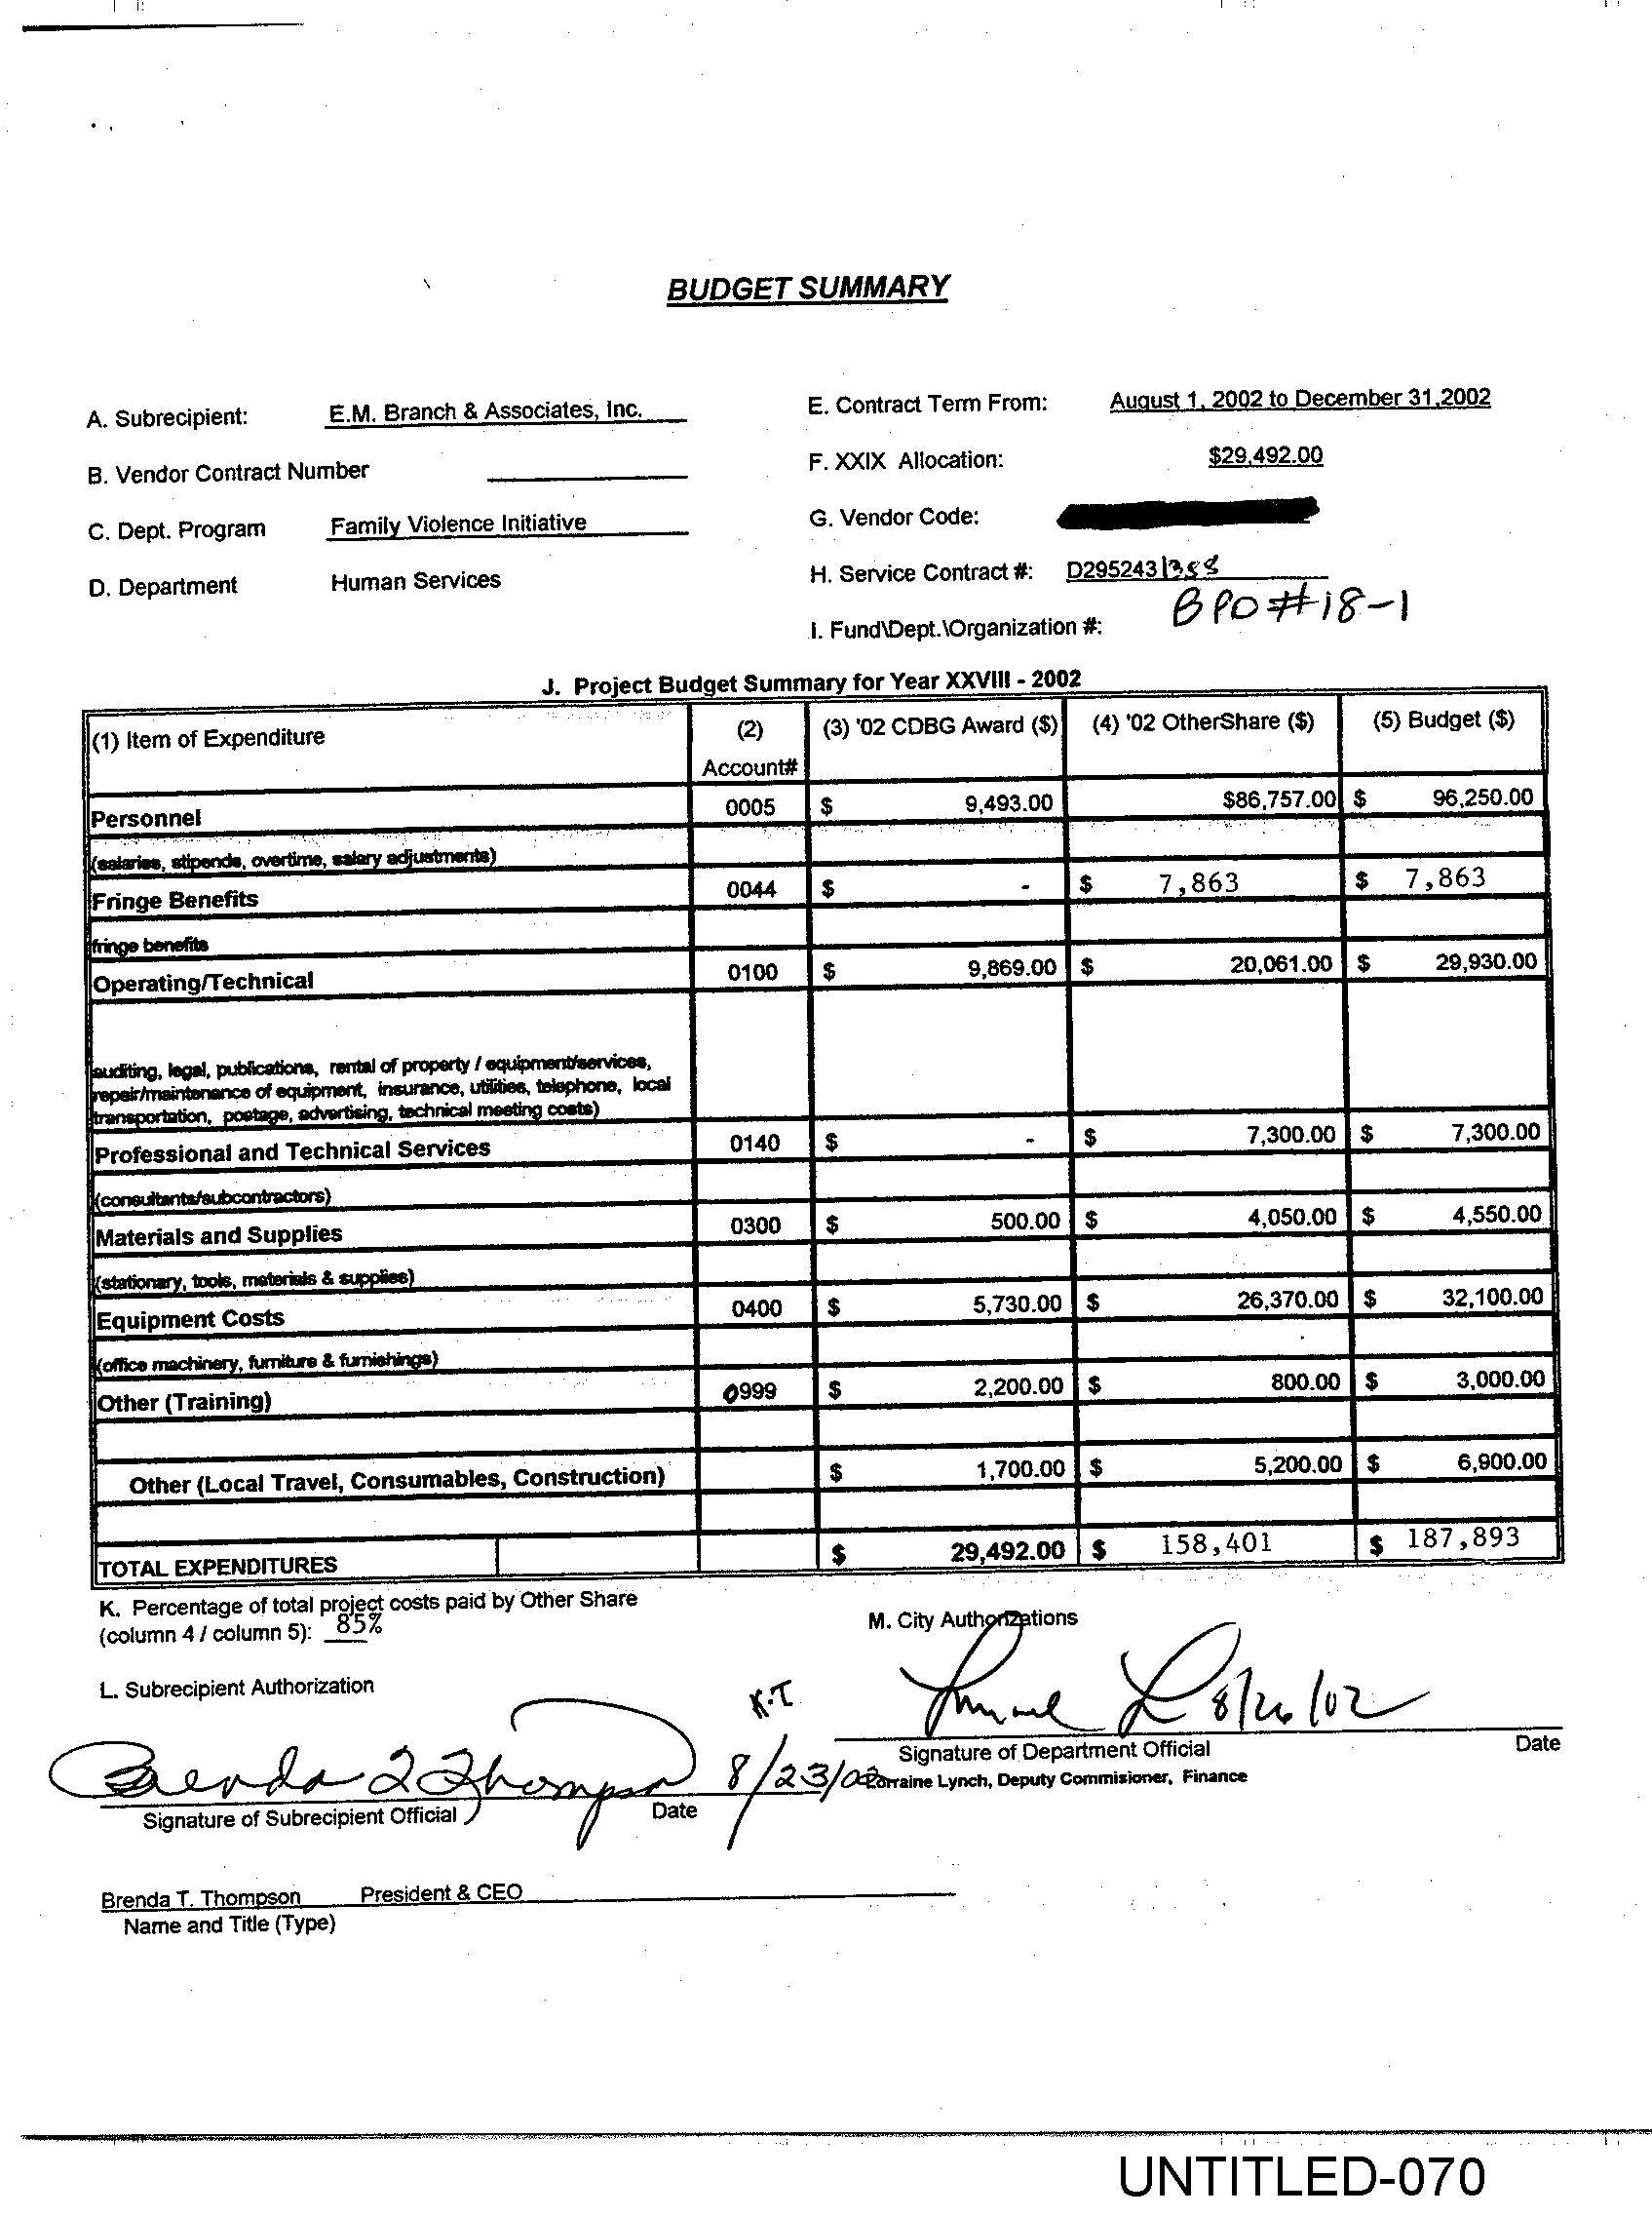 BUDGET SUMMARY
A. Subrecipient: E.M. Branch & Associates, Inc. E. Contract Term From: August 1, 2002 to December 31,2002
B. Vendor Contract Number F. XXIX Allocation: $29,492.00
C. Dept. Program Family Violence Initiative G. Vendor Code:
D. Department Human Services H. Service Contract #: D295243
BPO #18-1
I. Fund\Dept.\Organization #:
J. Project Budget Summary for Year XXVIII - 2002
(1) Item of Expenditure (2) Account# (3) '02 CDBG Award ($) (4) '02 OtherShare ($) (5) Budget ($)
Personnel 0005 $ 9,493.00 $86,757.00 $ 96,250.00
(salaries, stipends, overtime, salary adjustments)
Fringe Benefits 0044 $ - $ 7,863 $ 7,863
fringe benefits
Operating/Technical 0100 $ 9,869.00 $ 20,061.00 $ 29,930.00
auditing, legal, publications, rental of property / equipment/services,
repair/maintenance of equipment, insurance, utilities, telephone, local
transportation, postage, advertising, technical meeting costs)
Professional and Technical Services 0140 $ - $ 7,300.00 $ 7,300.00
(consultants/subcontractors)
Materials and Supplies 0300 $ 500.00 $ 4,050.00 $ 4,550.00
(stationary, tools, materials & supplies)
Equipment Costs 0400 $ 5,730.00 $ 26,370.00 $ 32,100.00
(office machinery, furniture & furnishings)
Other (Training) 0999 $ 2,200.00 $ 800.00 $ 3,000.00
Other (Local Travel, Consumables, Construction) $ 1,700.00 $ 5,200.00 $ 6,900.00
TOTAL EXPENDITURES $ 29,492.00 $ 158,401 $ 187,893
K. Percentage of total project costs paid by Other Share
(column 4 / column 5): 85%
M. City Authorizations
L. Subrecipient Authorization
K.T
8/26/02
Signature of Department Official Date
Brenda T Thompson 8/23/02
Lorraine Lynch, Deputy Commisioner, Finance
Signature of Subrecipient Official Date
Brenda T. Thompson President & CEO
Name and Title (Type)
UNTITLED-070